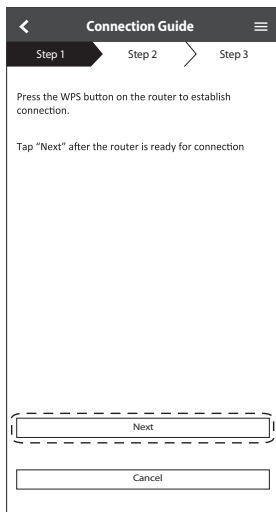 Connection Guide
Step 1 Step 2 Step 3
Press the WPS button on the router to establish
connection.
Tap “Next” after the router is ready for connection
Next
Cancel